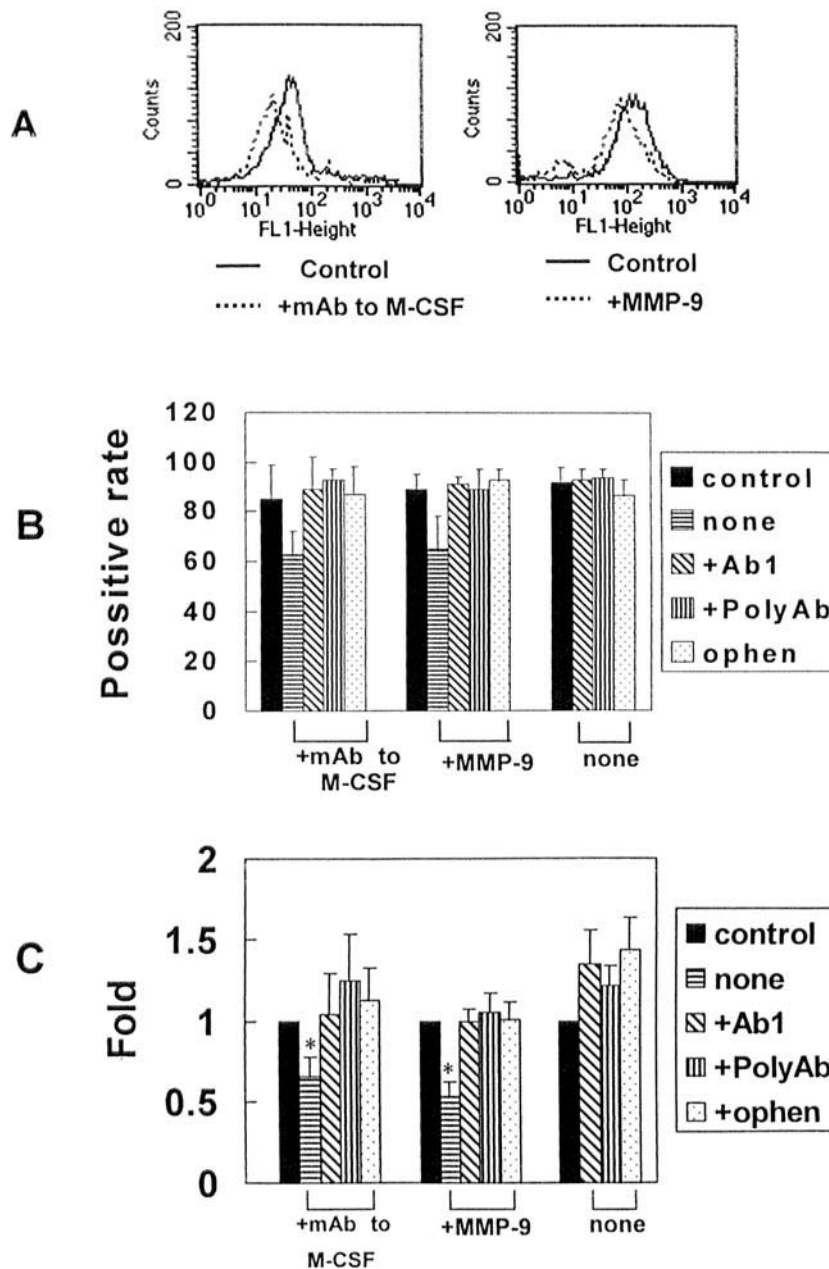 A
200
Counts
0
10^0 10^1 10^2 10^3 10^4
FL1-Height
Control
+mAb to M-CSF
200
Counts
0
10^0 10^1 10^2 10^3 10^4
FL1-Height
Control
+MMP-9
B
Possitive rate
120
100
80
60
40
20
0
+mAb to
M-CSF
+MMP-9
none
control
none
+Ab1
+PolyAb
ophen
C
Fold
2
1.5
1
0.5
0
*
*
+mAb to
M-CSF
+MMP-9
none
control
none
+Ab1
+PolyAb
+ophen